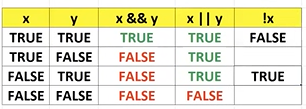 x y x && y x || y !x
TRUE TRUE TRUE TRUE FALSE
TRUE FALSE FALSE TRUE
FALSE TRUE FALSE TRUE TRUE
FALSE FALSE FALSE FALSE